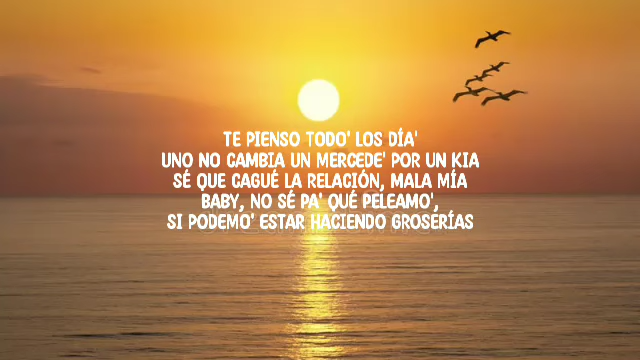 TE PIENSO TODO' LOS DÍA'
UNO NO CAMBIA UN MERCEDE' POR UN KIA
SÉ QUE CAGUÉ LA RELACIÓN, MALA MÍA
BABY, NO SÉ PA' QUÉ PELEAMO',
SI PODEMO' ESTAR HACIENDO GROSERÍAS